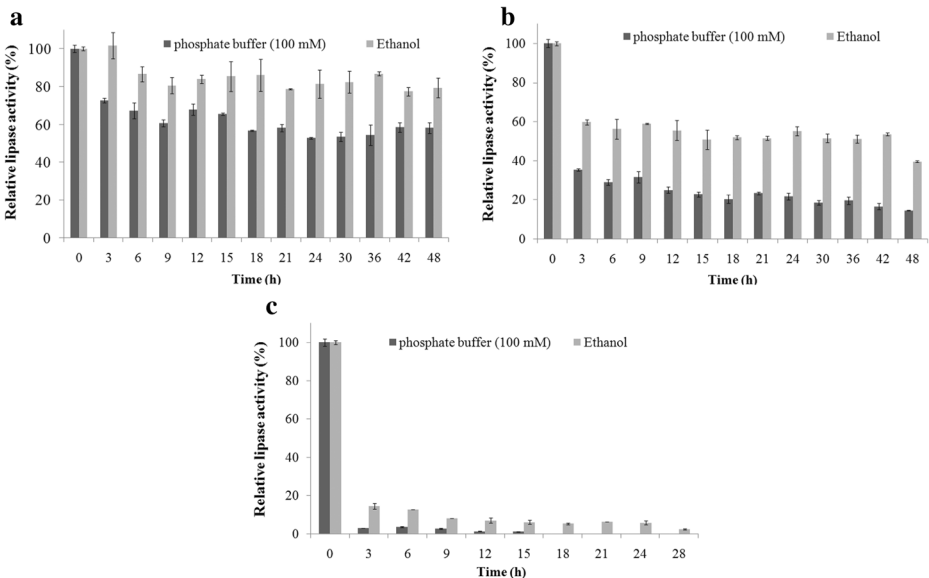 a
Relative lipase activity (%)
phosphate buffer (100 mM) Ethanol
100
80
60
40
20
0
0 3 6 9 12 15 18 21 24 30 36 42 48
Time (h)
b
Relative lipase activity (%)
phosphate buffer (100 mM) Ethanol
100
80
60
40
20
0
0 3 6 9 12 15 18 21 24 30 36 42 48
Time (h)
c
Relative lipase activity (%)
phosphate buffer (100 mM) Ethanol
100
80
60
40
20
0
0 3 6 9 12 15 18 21 24 28
Time (h)